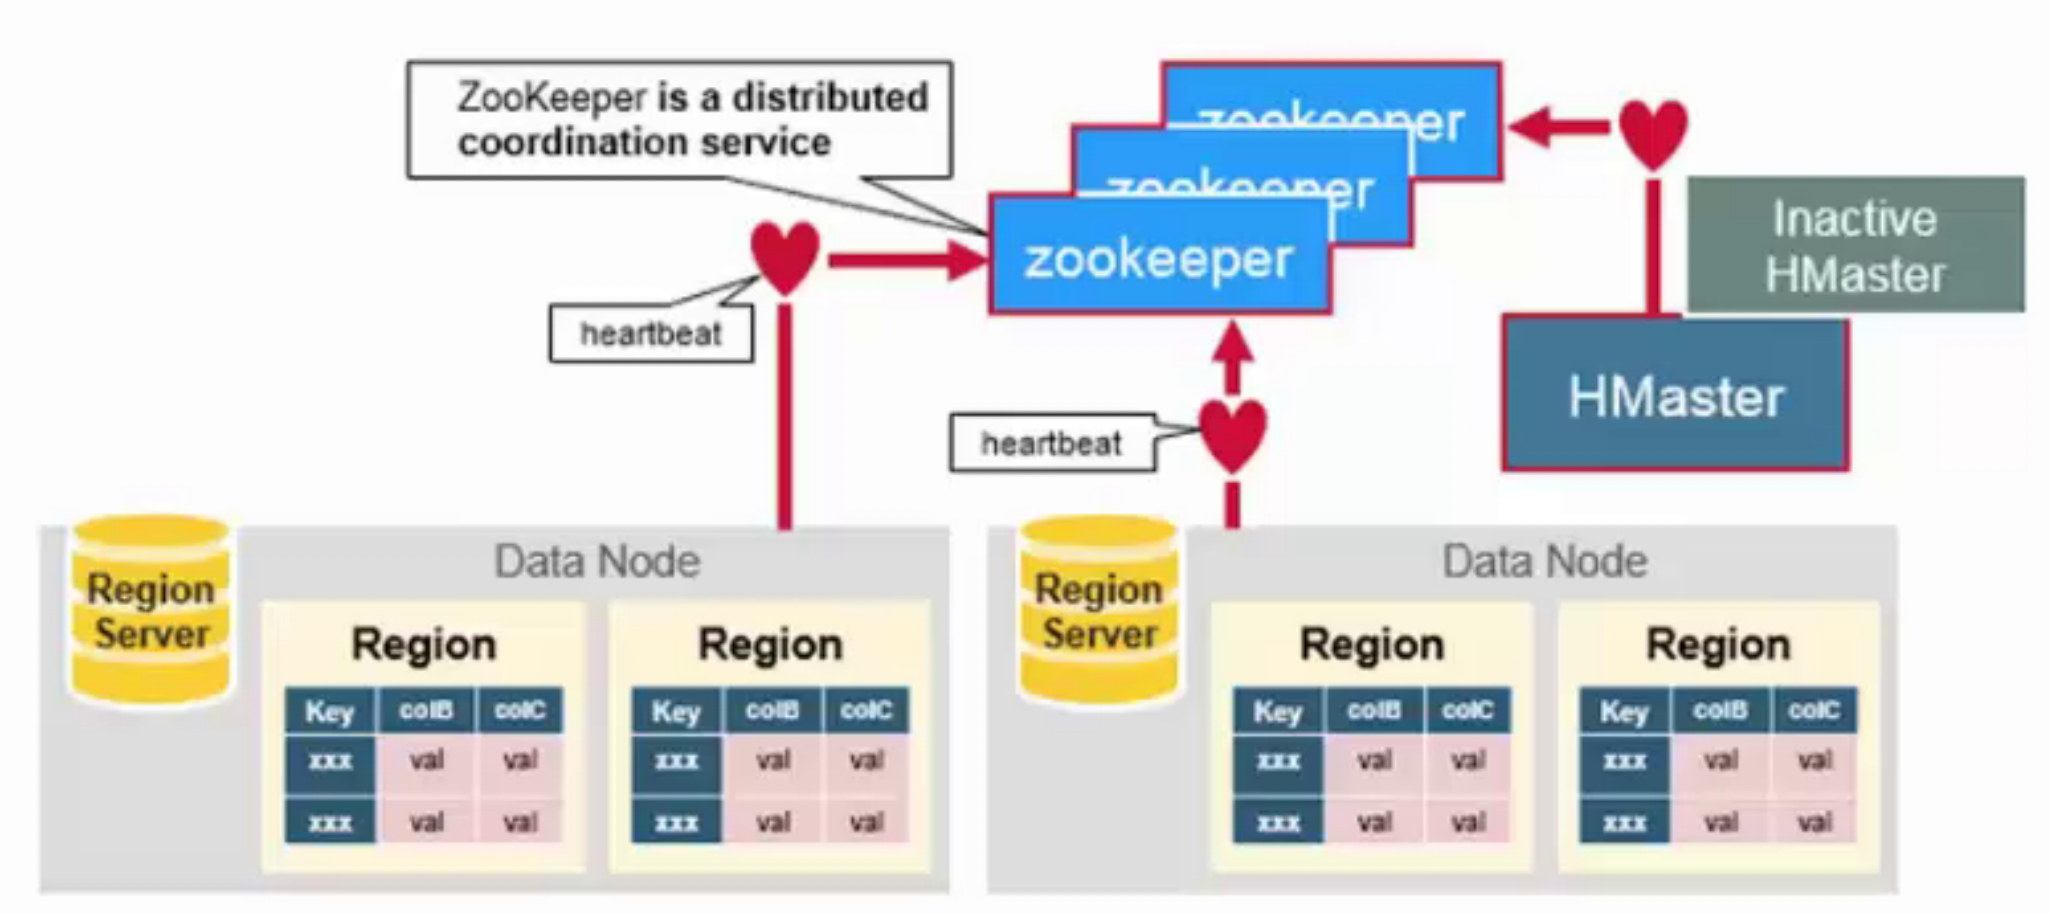 ZooKeeper is a distributed
coordination service
zookeeper
zookeeper
zookeeper
Inactive
HMaster
HMaster
heartbeat
heartbeat
Region
Server
Data Node
Region
Key colB colC
xxx val val
xxx val val
Region
Key colB colC
xxx val val
xxx val val
Region
Server
Data Node
Region
Key colB colC
xxx val val
xxx val val
Region
Key colB colC
xxx val val
xxx val val